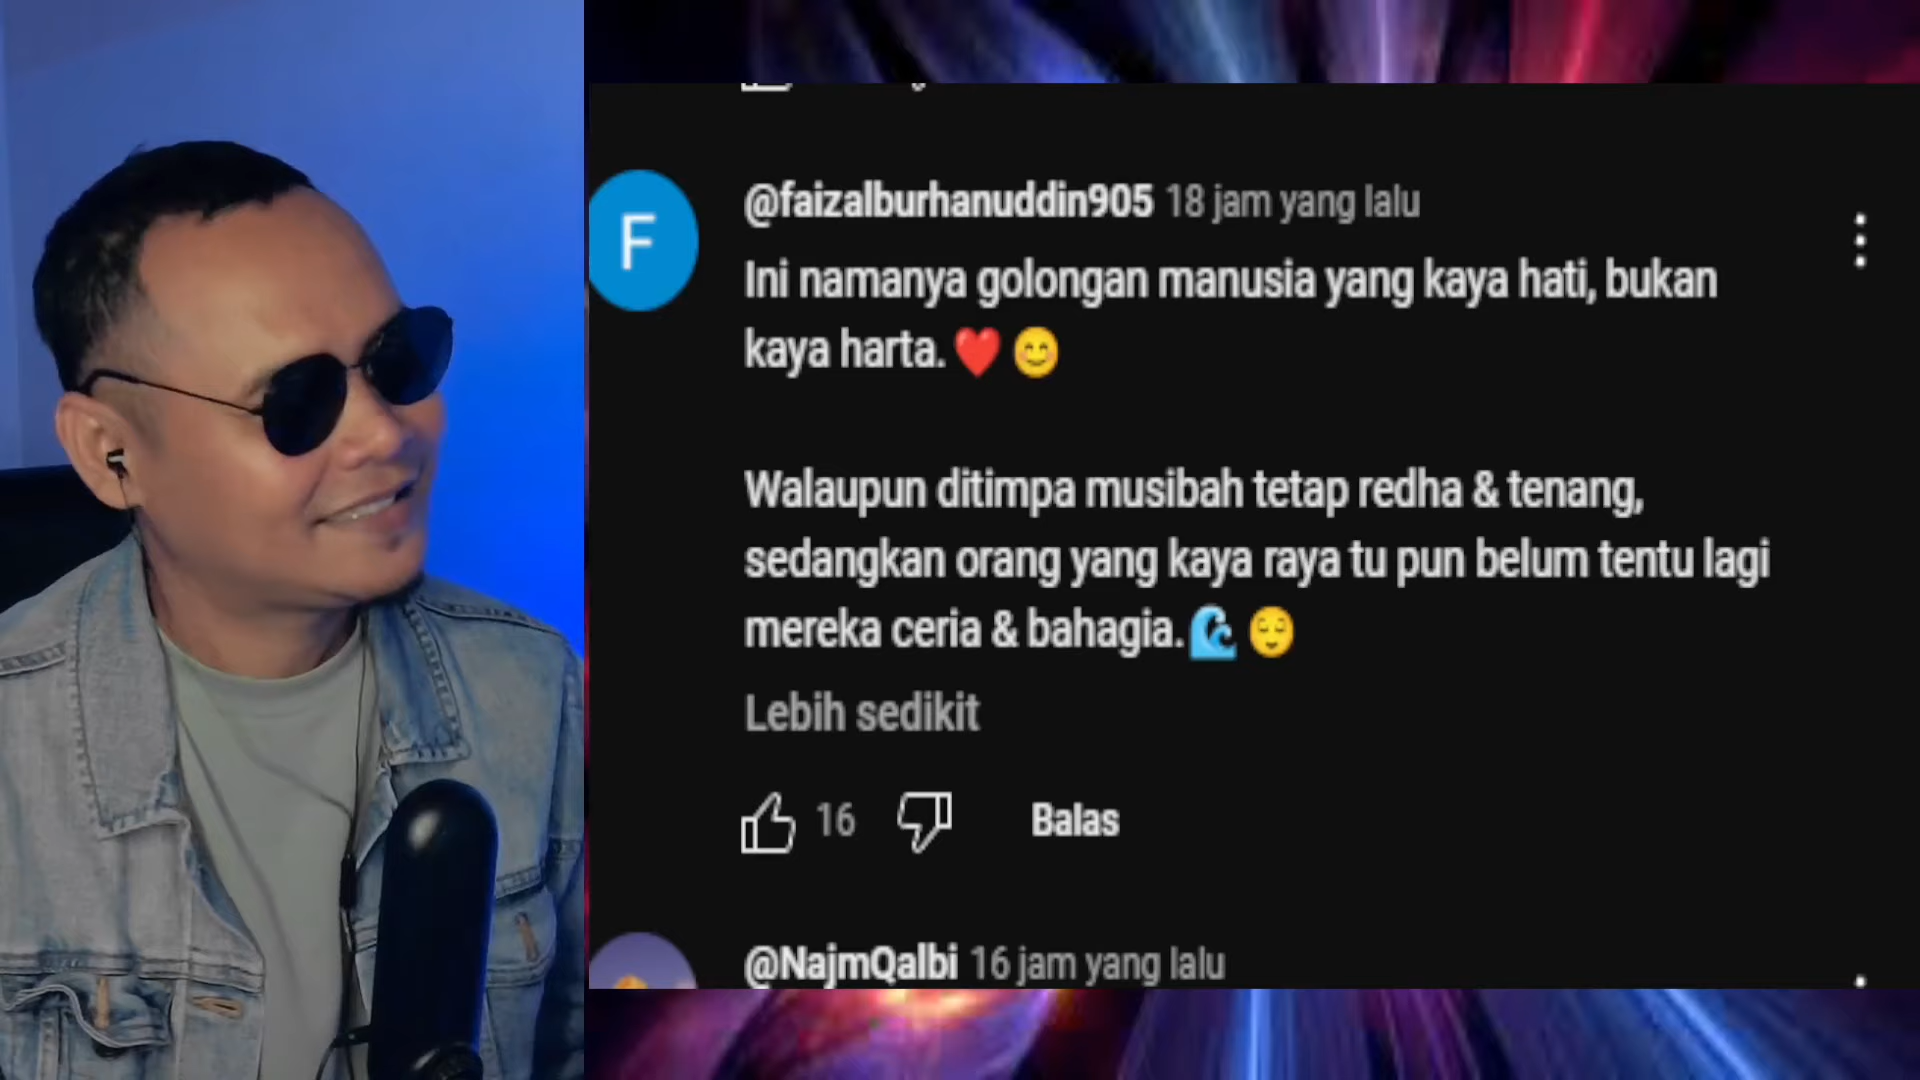 F
@faizalburhanuddin905 18 jam yang lalu
Ini namanya golongan manusia yang kaya hati, bukan
kaya harta.❤️😊
Walaupun ditimpa musibah tetap redha & tenang,
sedangkan orang yang kaya raya tu pun belum tentu lagi
mereka ceria & bahagia.🌊😌
Lebih sedikit
16 Balas
@NajmQalbi 16 jam yang lalu